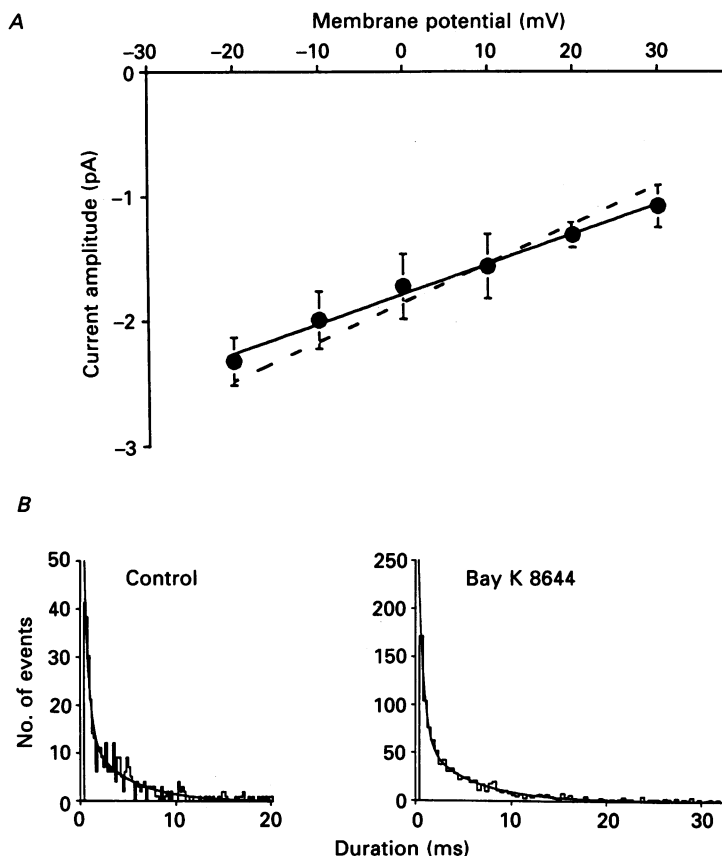 A
Membrane potential (mV)
−30 −20 −10 0 10 20 30
0
−1
−2
−3
Current amplitude (pA)
B
Control
50
40
30
20
10
0
No. of events
0 10 20
Bay K 8644
250
200
150
100
50
0
0 10 20 30
Duration (ms)